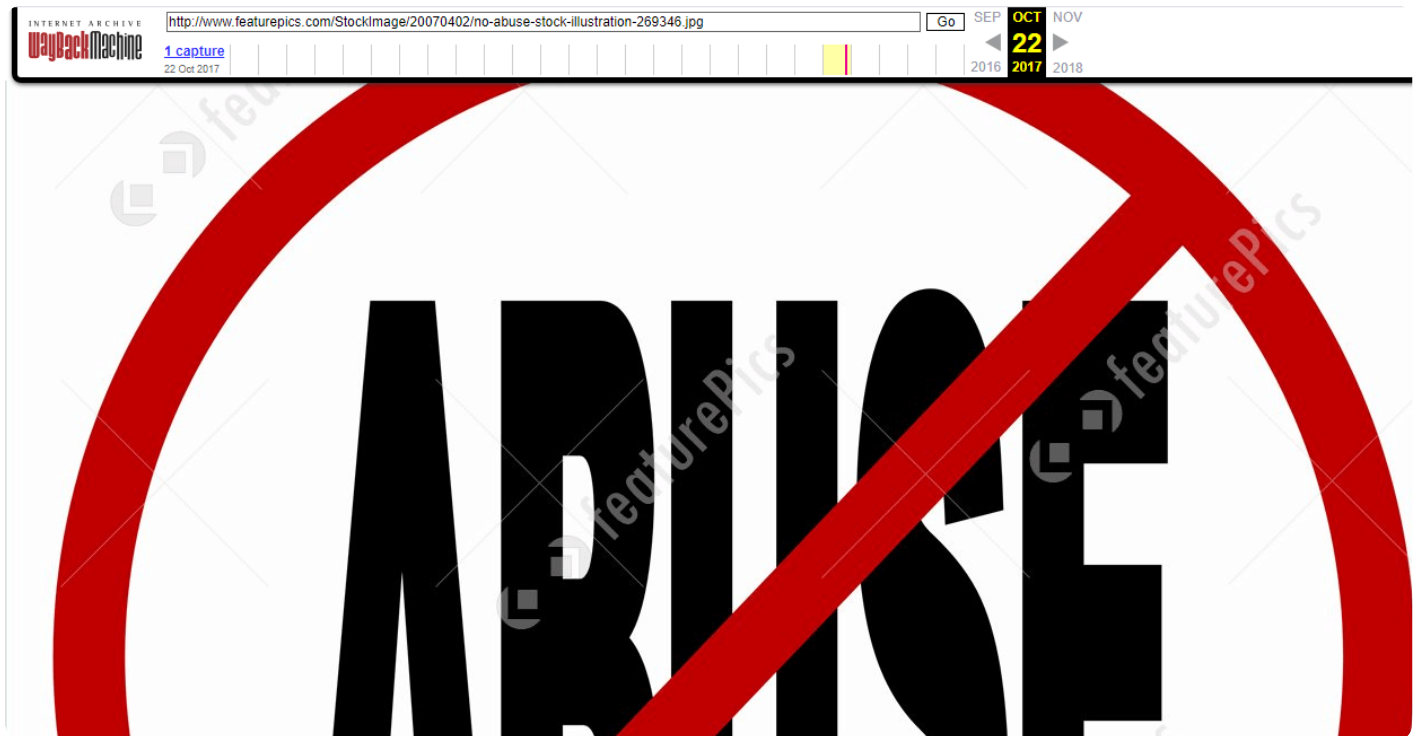 INTERNET ARCHIVE
WayBackMachine
http://www.featurepics.com/StockImage/20070402/no-abuse-stock-illustration-269346.jpg
Go
SEP OCT NOV
1 capture
22
22 Oct 2017
2016 2017 2018
featurePics
ABUSE
featurePics
featurePics